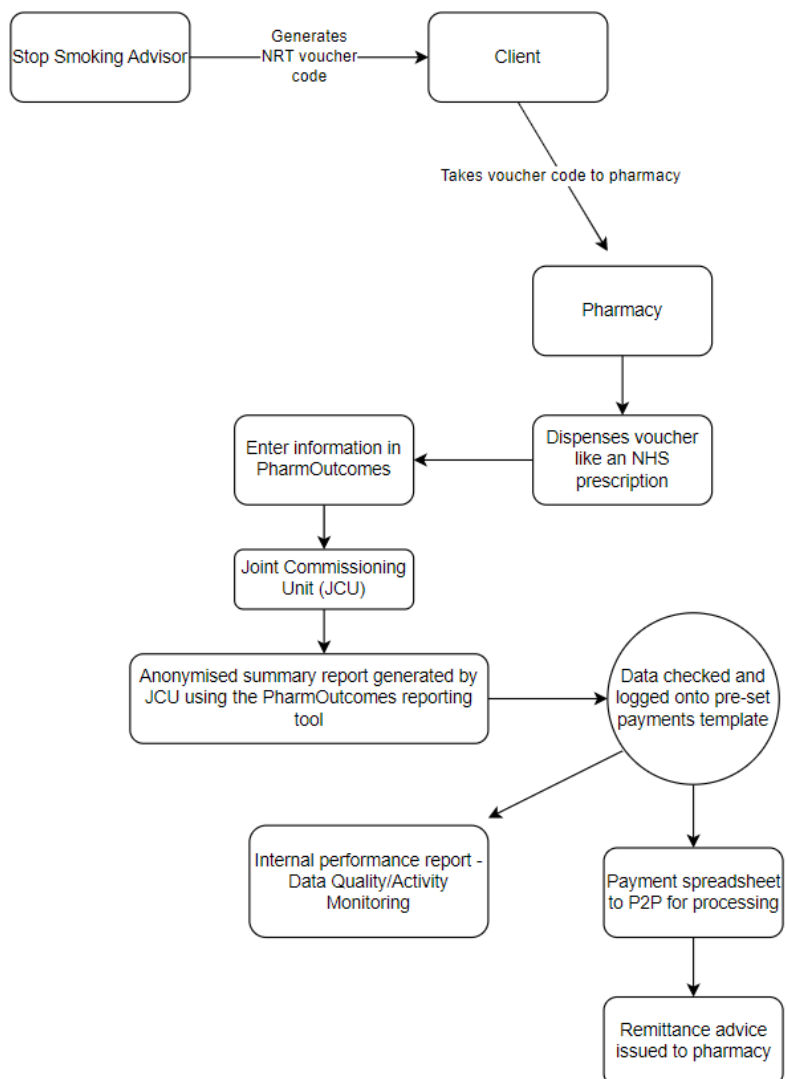 Stop Smoking Advisor
Generates
NRT voucher
code
Client
Takes voucher code to pharmacy
Pharmacy
Dispenses voucher
like an NHS
prescription
Enter information in
PharmOutcomes
Joint Commissioning
Unit (JCU)
Anonymised summary report generated by
JCU using the PharmOutcomes reporting
tool
Data checked and
logged onto pre-set
payments template
Internal performance report -
Data Quality/Activity
Monitoring
Payment spreadsheet
to P2P for processing
Remittance advice
issued to pharmacy